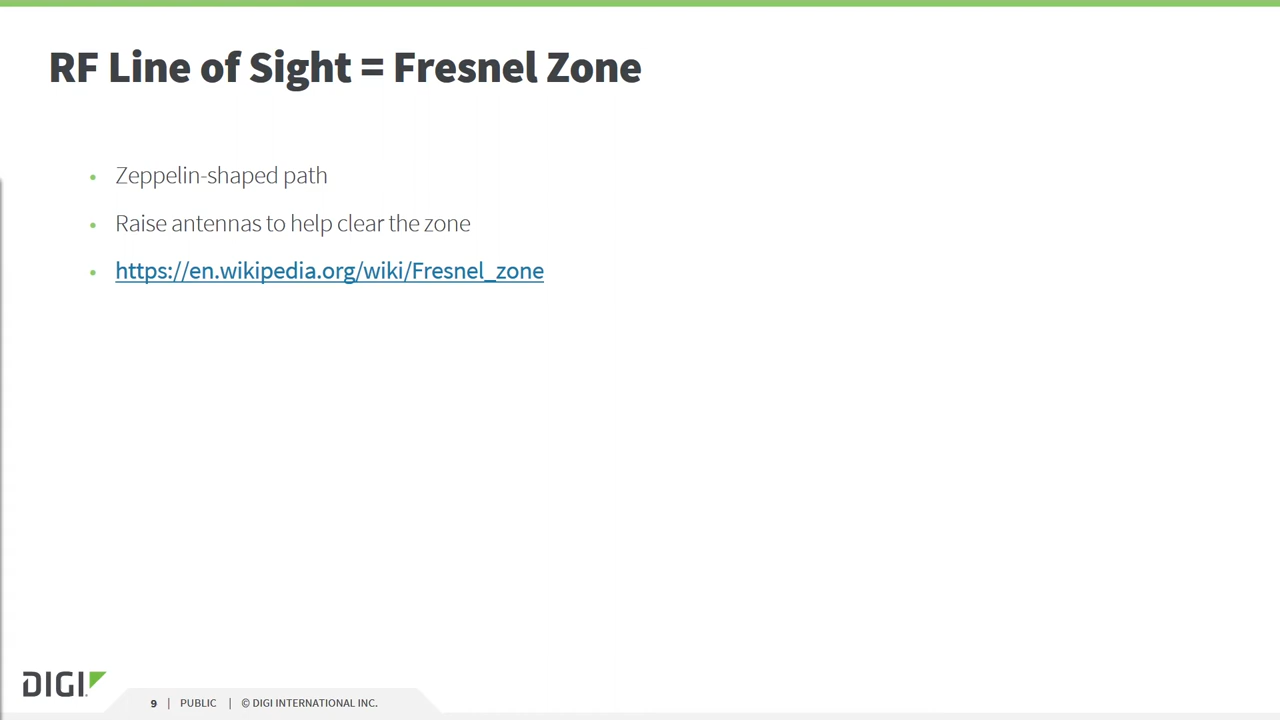 RF Line of Sight = Fresnel Zone
• Zeppelin-shaped path
• Raise antennas to help clear the zone
• https://en.wikipedia.org/wiki/Fresnel_zone
DIGI
9 | PUBLIC | © DIGI INTERNATIONAL INC.